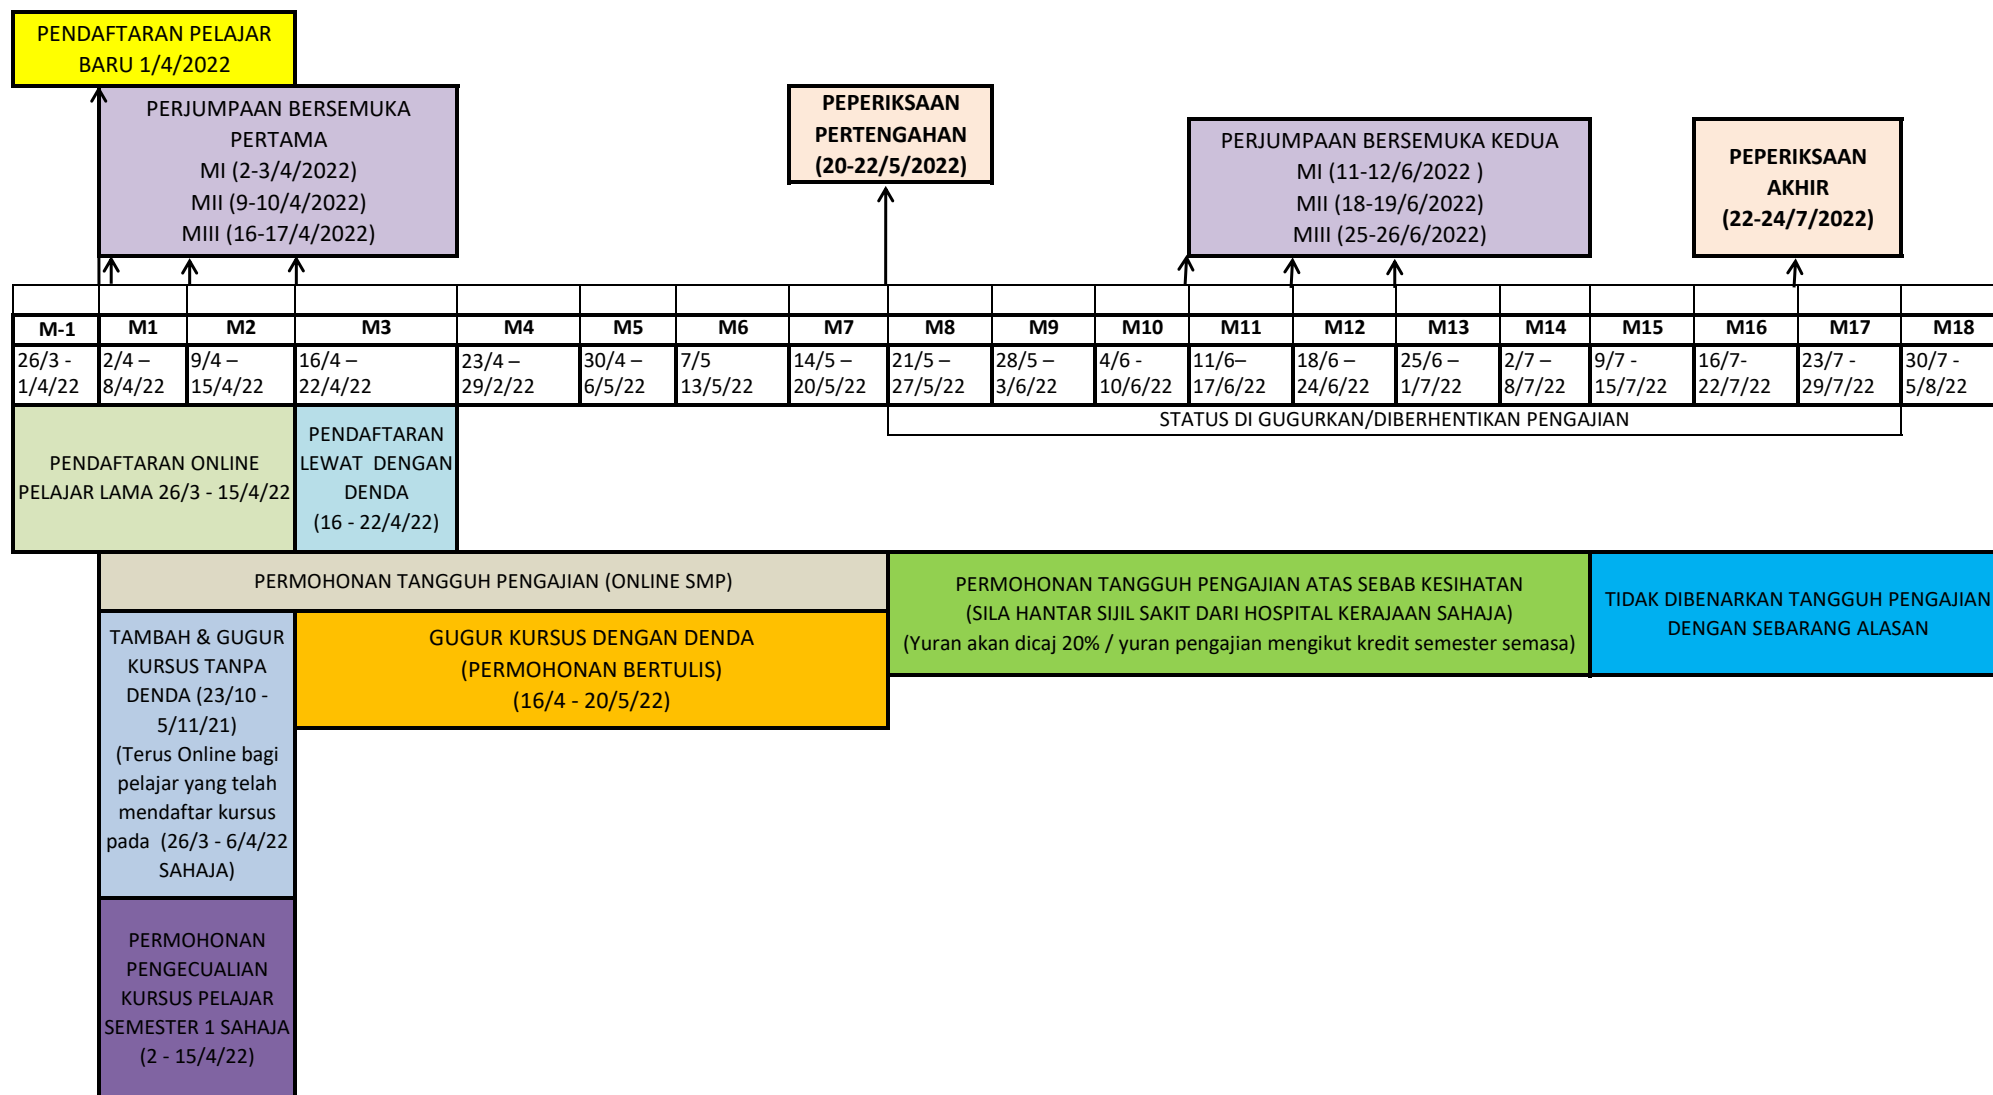 PENDAFTARAN PELAJAR
BARU 1/4/2022
PERJUMPAAN BERSEMUKA
PERTAMA
MI (2-3/4/2022)
MII (9-10/4/2022)
MIII (16-17/4/2022)
PEPERIKSAAN
PERTENGAHAN
(20-22/5/2022)
PERJUMPAAN BERSEMUKA KEDUA
MI (11-12/6/2022 )
MII (18-19/6/2022)
MIII (25-26/6/2022)
PEPERIKSAAN
AKHIR
(22-24/7/2022)
M-1 M1 M2 M3 M4 M5 M6 M7 M8 M9 M10 M11 M12 M13 M14 M15 M16 M17 M18
26/3 - 2/4 – 9/4 – 16/4 – 23/4 – 30/4 – 7/5 14/5 – 21/5 – 28/5 – 4/6 - 11/6– 18/6 – 25/6 – 2/7 – 9/7 - 16/7- 23/7 - 30/7 -
1/4/22 8/4/22 15/4/22 22/4/22 29/2/22 6/5/22 13/5/22 20/5/22 27/5/22 3/6/22 10/6/22 17/6/22 24/6/22 1/7/22 8/7/22 15/7/22 22/7/22 29/7/22 5/8/22
STATUS DI GUGURKAN/DIBERHENTIKAN PENGAJIAN
PENDAFTARAN ONLINE
PELAJAR LAMA 26/3 - 15/4/22
PENDAFTARAN
LEWAT DENGAN
DENDA
(16 - 22/4/22)
PERMOHONAN TANGGUH PENGAJIAN (ONLINE SMP)
PERMOHONAN TANGGUH PENGAJIAN ATAS SEBAB KESIHATAN
(SILA HANTAR SIJIL SAKIT DARI HOSPITAL KERAJAAN SAHAJA)
(Yuran akan dicaj 20% / yuran pengajian mengikut kredit semester semasa)
TIDAK DIBENARKAN TANGGUH PENGAJIAN
DENGAN SEBARANG ALASAN
TAMBAH & GUGUR
KURSUS TANPA
DENDA (23/10 -
5/11/21)
(Terus Online bagi
pelajar yang telah
mendaftar kursus
pada (26/3 - 6/4/22
SAHAJA)
GUGUR KURSUS DENGAN DENDA
(PERMOHONAN BERTULIS)
(16/4 - 20/5/22)
PERMOHONAN
PENGECUALIAN
KURSUS PELAJAR
SEMESTER 1 SAHAJA
(2 - 15/4/22)